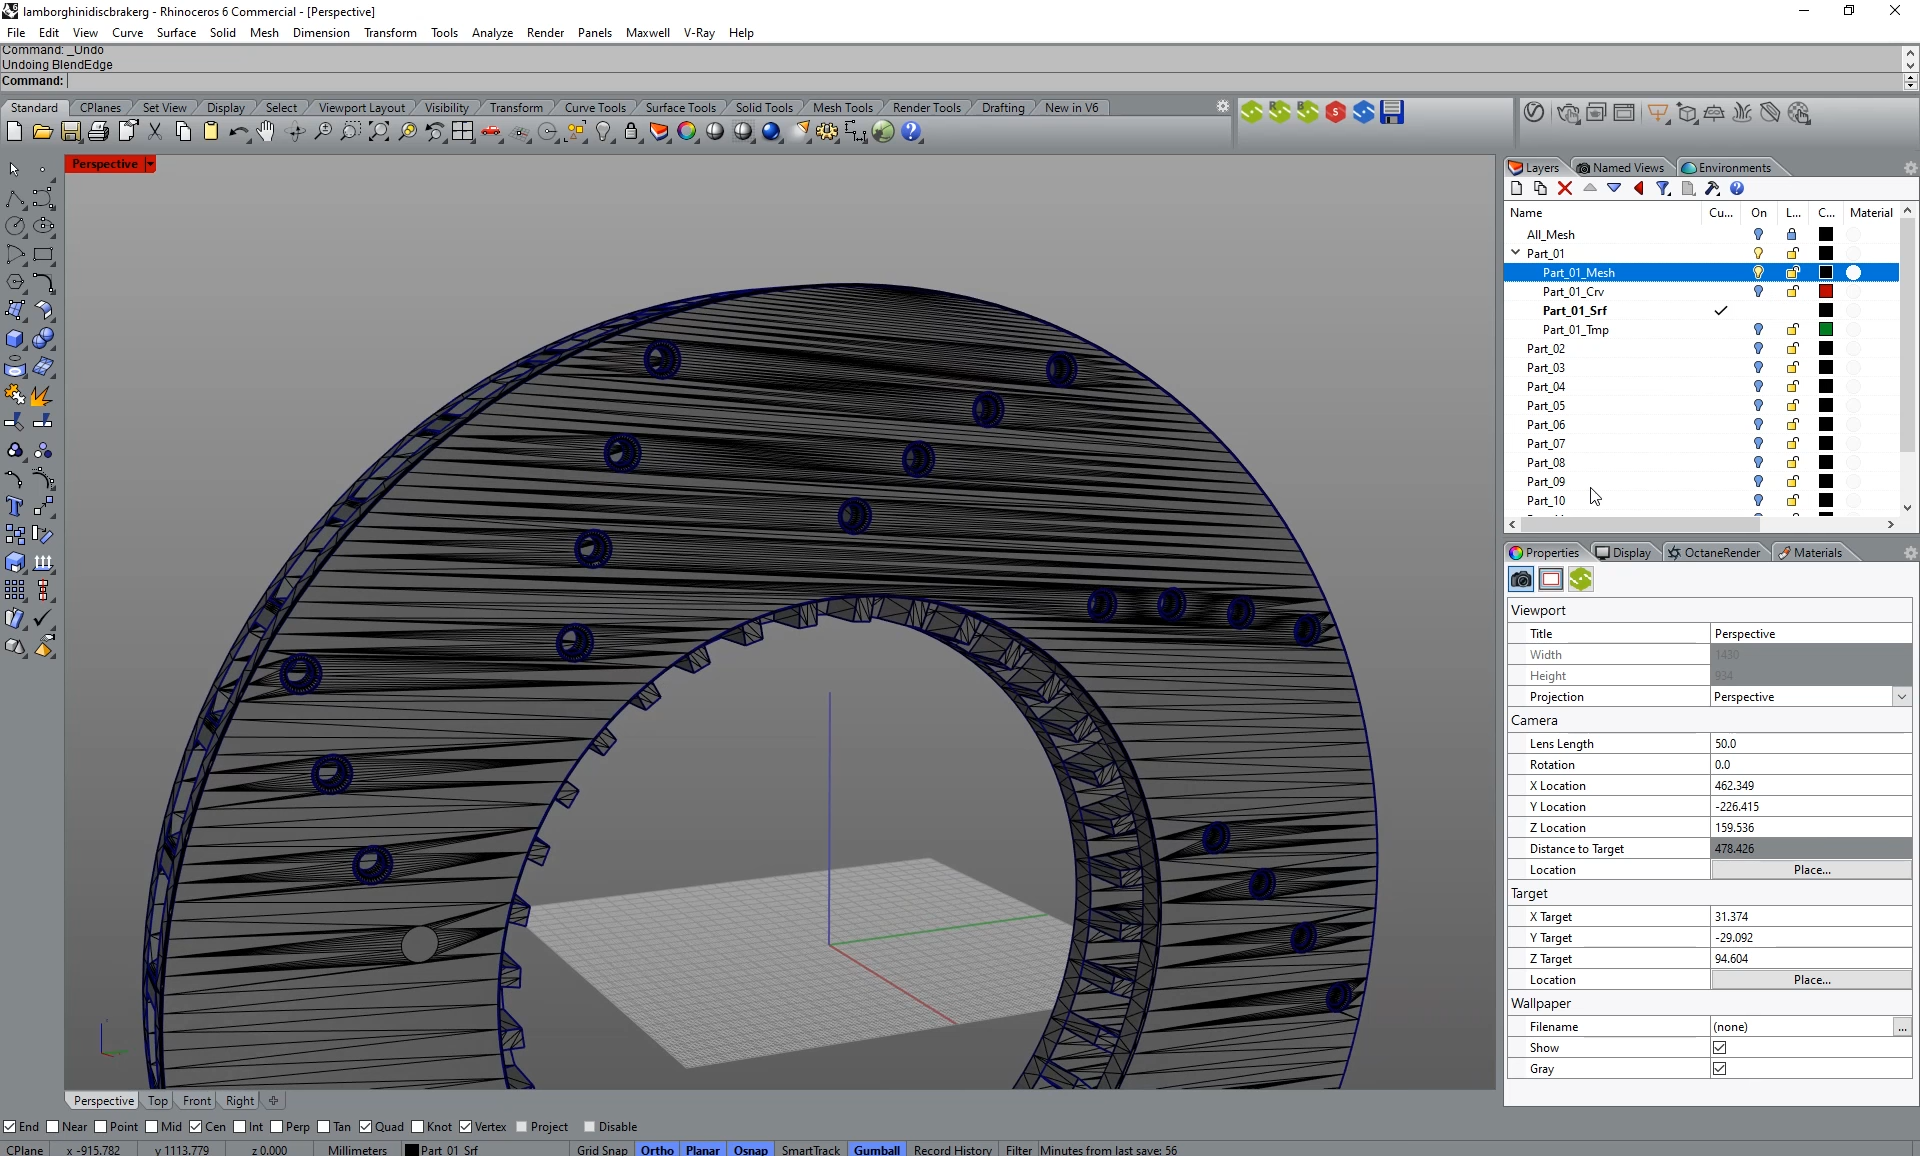 lamborghinidiscbrakerg - Rhinoceros 6 Commercial - [Perspective]
File Edit View Curve Surface Solid Mesh Dimension Transform Tools Analyze Render Panels Maxwell V-Ray Help
Command: _Undo
Undoing BlendEdge
Command:
Standard CPlanes Set View Display Select Viewport Layout Visibility Transform Curve Tools Surface Tools Solid Tools Mesh Tools Render Tools Drafting New in V6
Perspective
Layers Named Views Environments
Name Cu... On L... C... Material
All_Mesh
Part_01
Part_01_Mesh
Part_01_Crv
Part_01_Srf
Part_01_Tmp
Part_02
Part_03
Part_04
Part_05
Part_06
Part_07
Part_08
Part_09
Part_10
Properties Display OctaneRender Materials
Viewport
Title Perspective
Width 1430
Height 934
Projection Perspective
Camera
Lens Length 50.0
Rotation 0.0
X Location 462.349
Y Location -226.415
Z Location 159.536
Distance to Target 478.426
Location Place...
Target
X Target 31.374
Y Target -29.092
Z Target 94.604
Location Place...
Wallpaper
Filename (none) ...
Show
Gray
Perspective Top Front Right
End Near Point Mid Cen Int Perp Tan Quad Knot Vertex Project Disable
CPlane x -915.782 y 1113.779 z 0.000 Millimeters Part_01_Srf Grid Snap Ortho Planar Osnap SmartTrack Gumball Record History Filter Minutes from last save: 56